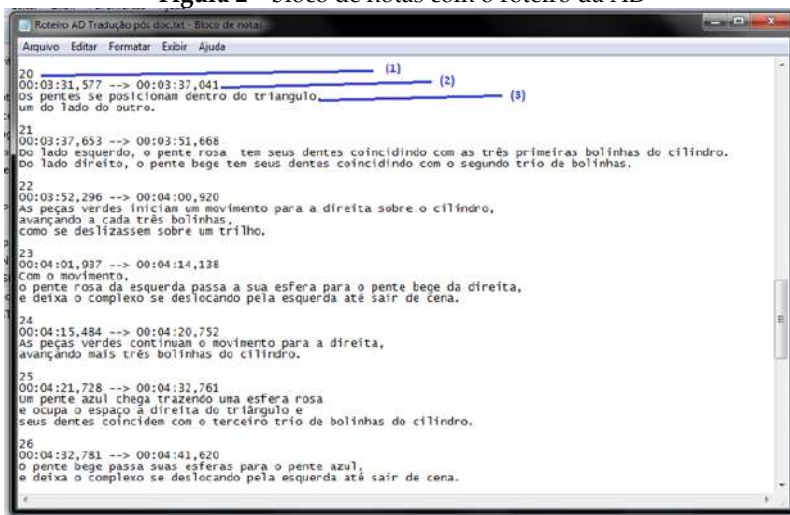 Figura 2 – bloco de notas com o roteiro da AD
Roteiro AD Tradução pós doc.txt - Bloco de notas
Arquivo Editar Formatar Exibir Ajuda
20 (1)
00:03:31,577 --> 00:03:37,041 (2)
Os pentes se posicionam dentro do triangulo, (3)
um do lado do outro.
21
00:03:37,653 --> 00:03:51,668
Do lado esquerdo, o pente rosa tem seus dentes coincidindo com as três primeiras bolinhas do cilindro.
Do lado direito, o pente bege tem seus dentes coincidindo com o segundo trio de bolinhas.
22
00:03:52,296 --> 00:04:00,920
As peças verdes iniciam um movimento para a direita sobre o cilindro,
avançando a cada três bolinhas,
como se deslizassem sobre um trilho.
23
00:04:01,937 --> 00:04:14,138
Com o movimento,
o pente rosa da esquerda passa a sua esfera para o pente bege da direita,
e deixa o complexo se deslocando pela esquerda até sair de cena.
24
00:04:15,484 --> 00:04:20,752
As peças verdes continuam o movimento para a direita,
avançando mais três bolinhas do cilindro.
25
00:04:21,728 --> 00:04:32,761
Um pente azul chega trazendo uma esfera rosa
e ocupa o espaço à direita do triângulo e
seus dentes coincidem com o terceiro trio de bolinhas do cilindro.
26
00:04:32,781 --> 00:04:41,620
O pente bege passa suas esferas para o pente azul,
e deixa o complexo se deslocando pela esquerda até sair de cena.